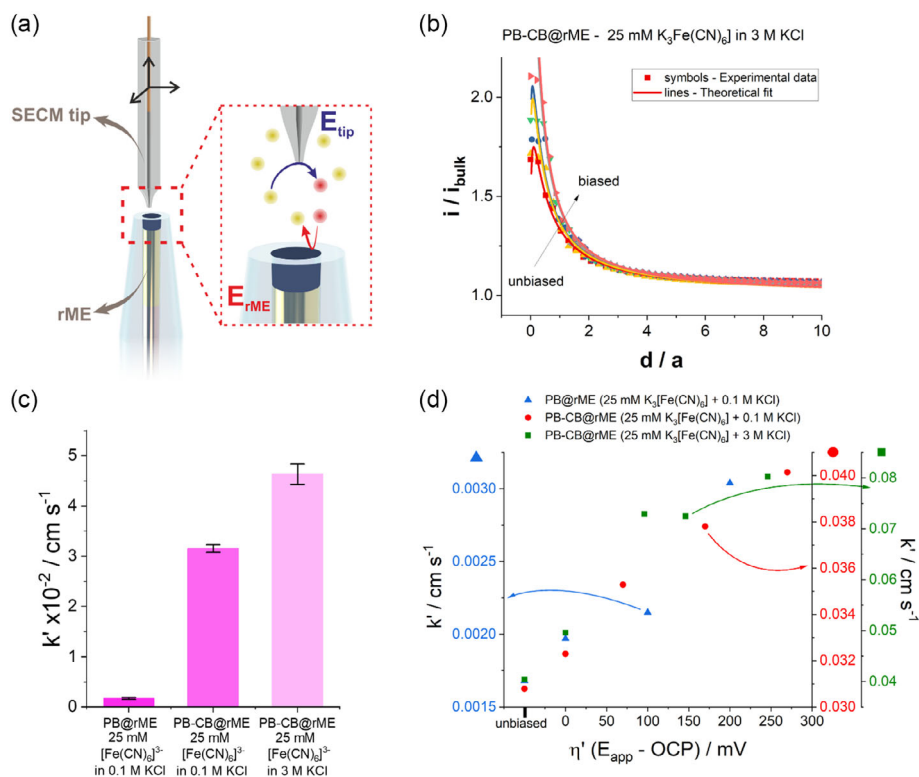 (a)
SECM tip
rME
E_tip
E_rME
(b)
PB-CB@rME - 25 mM K₃Fe(CN)₆] in 3 M KCl
symbols - Experimental data
lines - Theoretical fit
i / i_bulk
2.0
1.5
1.0
biased
unbiased
0 2 4 6 8 10
d / a
(c)
k' x10⁻² / cm s⁻¹
5
4
3
2
1
0
PB@rME
25 mM
[Fe(CN)₆]³⁻
in 0.1 M KCl
PB-CB@rME
25 mM
[Fe(CN)₆]³⁻
in 0.1 M KCl
PB-CB@rME
25 mM
[Fe(CN)₆]³⁻
in 3 M KCl
(d)
PB@rME (25 mM K₃[Fe(CN)₆] + 0.1 M KCl)
PB-CB@rME (25 mM K₃[Fe(CN)₆] + 0.1 M KCl)
PB-CB@rME (25 mM K₃[Fe(CN)₆] + 3 M KCl)
k' / cm s⁻¹
0.0030
0.0025
0.0020
0.0015
0.040
0.038
0.036
0.034
0.031
0.030
k' / cm s⁻¹
0.08
0.07
0.05
0.04
k' / cm s⁻¹
unbiased 0 50 100 150 200 250 300
η' (E_app - OCP) / mV